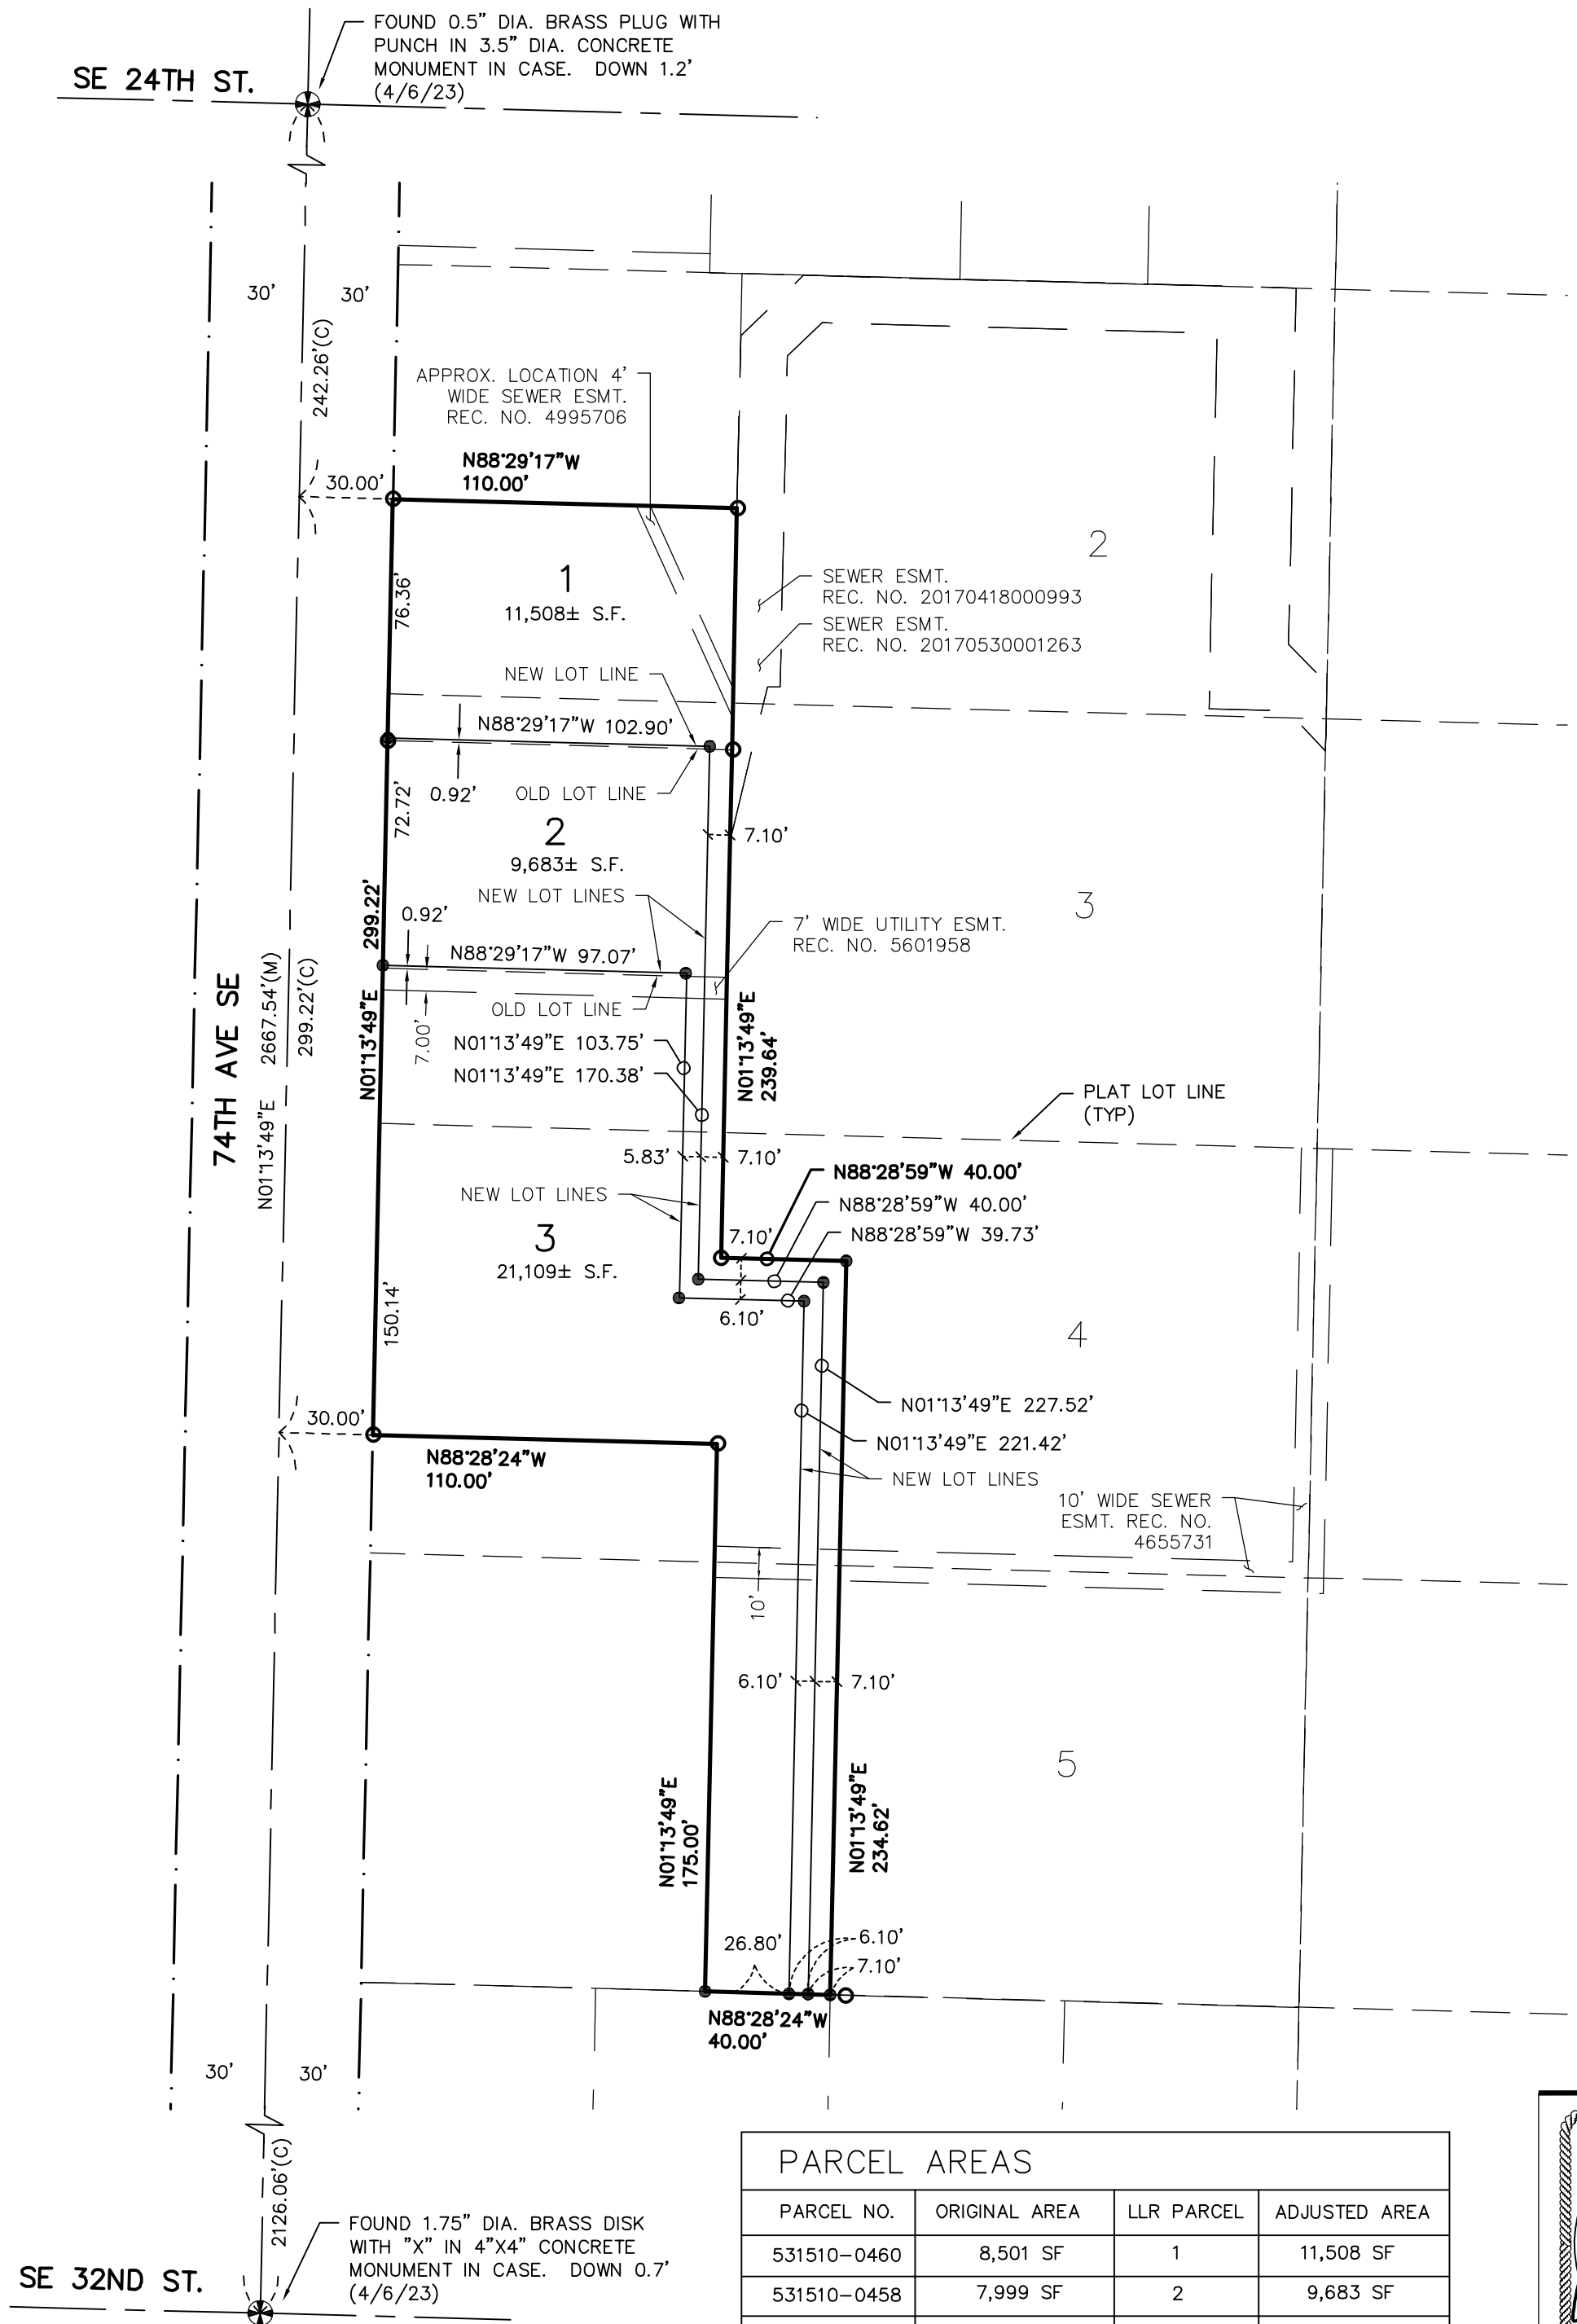 FOUND 0.5" DIA. BRASS PLUG WITH
PUNCH IN 3.5" DIA. CONCRETE
MONUMENT IN CASE. DOWN 1.2'
(4/6/23)
SE 24TH ST.
30'
30'
242.26'(C)
APPROX. LOCATION 4'
WIDE SEWER ESMT.
REC. NO. 4995706
N88°29'17"W
110.00'
30.00'
2
1
11,508± S.F.
76.36'
SEWER ESMT.
REC. NO. 20170418000993
SEWER ESMT.
REC. NO. 20170530001263
NEW LOT LINE
N88°29'17"W 102.90'
0.92'
OLD LOT LINE
72.72'
2
9,683± S.F.
7.10'
NEW LOT LINES
3
299.22'
0.92'
7' WIDE UTILITY ESMT.
REC. NO. 5601958
N88°29'17"W 97.07'
OLD LOT LINE
7.00'
N01°13'49"E
74TH AVE SE
N01°13'49"E 2667.54'(M)
299.22'(C)
N01°13'49"E 103.75'
N01°13'49"E 170.38'
N01°13'49"E
239.64'
PLAT LOT LINE
(TYP)
5.83'
7.10'
N88°28'59"W 40.00'
N88°28'59"W 40.00'
N88°28'59"W 39.73'
NEW LOT LINES
3
21,109± S.F.
7.10'
6.10'
150.14'
4
N01°13'49"E 227.52'
N01°13'49"E 221.42'
NEW LOT LINES
30.00'
N88°28'24"W
110.00'
10' WIDE SEWER
ESMT. REC. NO.
4655731
10'
6.10'
7.10'
5
N01°13'49"E
175.00'
N01°13'49"E
234.62'
26.80'
6.10'
7.10'
N88°28'24"W
40.00'
30'
30'
2126.06'(C)
FOUND 1.75" DIA. BRASS DISK
WITH "X" IN 4"X4" CONCRETE
MONUMENT IN CASE. DOWN 0.7'
(4/6/23)
SE 32ND ST.
PARCEL AREAS
PARCEL NO. ORIGINAL AREA LLR PARCEL ADJUSTED AREA
531510-0460 8,501 SF 1 11,508 SF
531510-0458 7,999 SF 2 9,683 SF